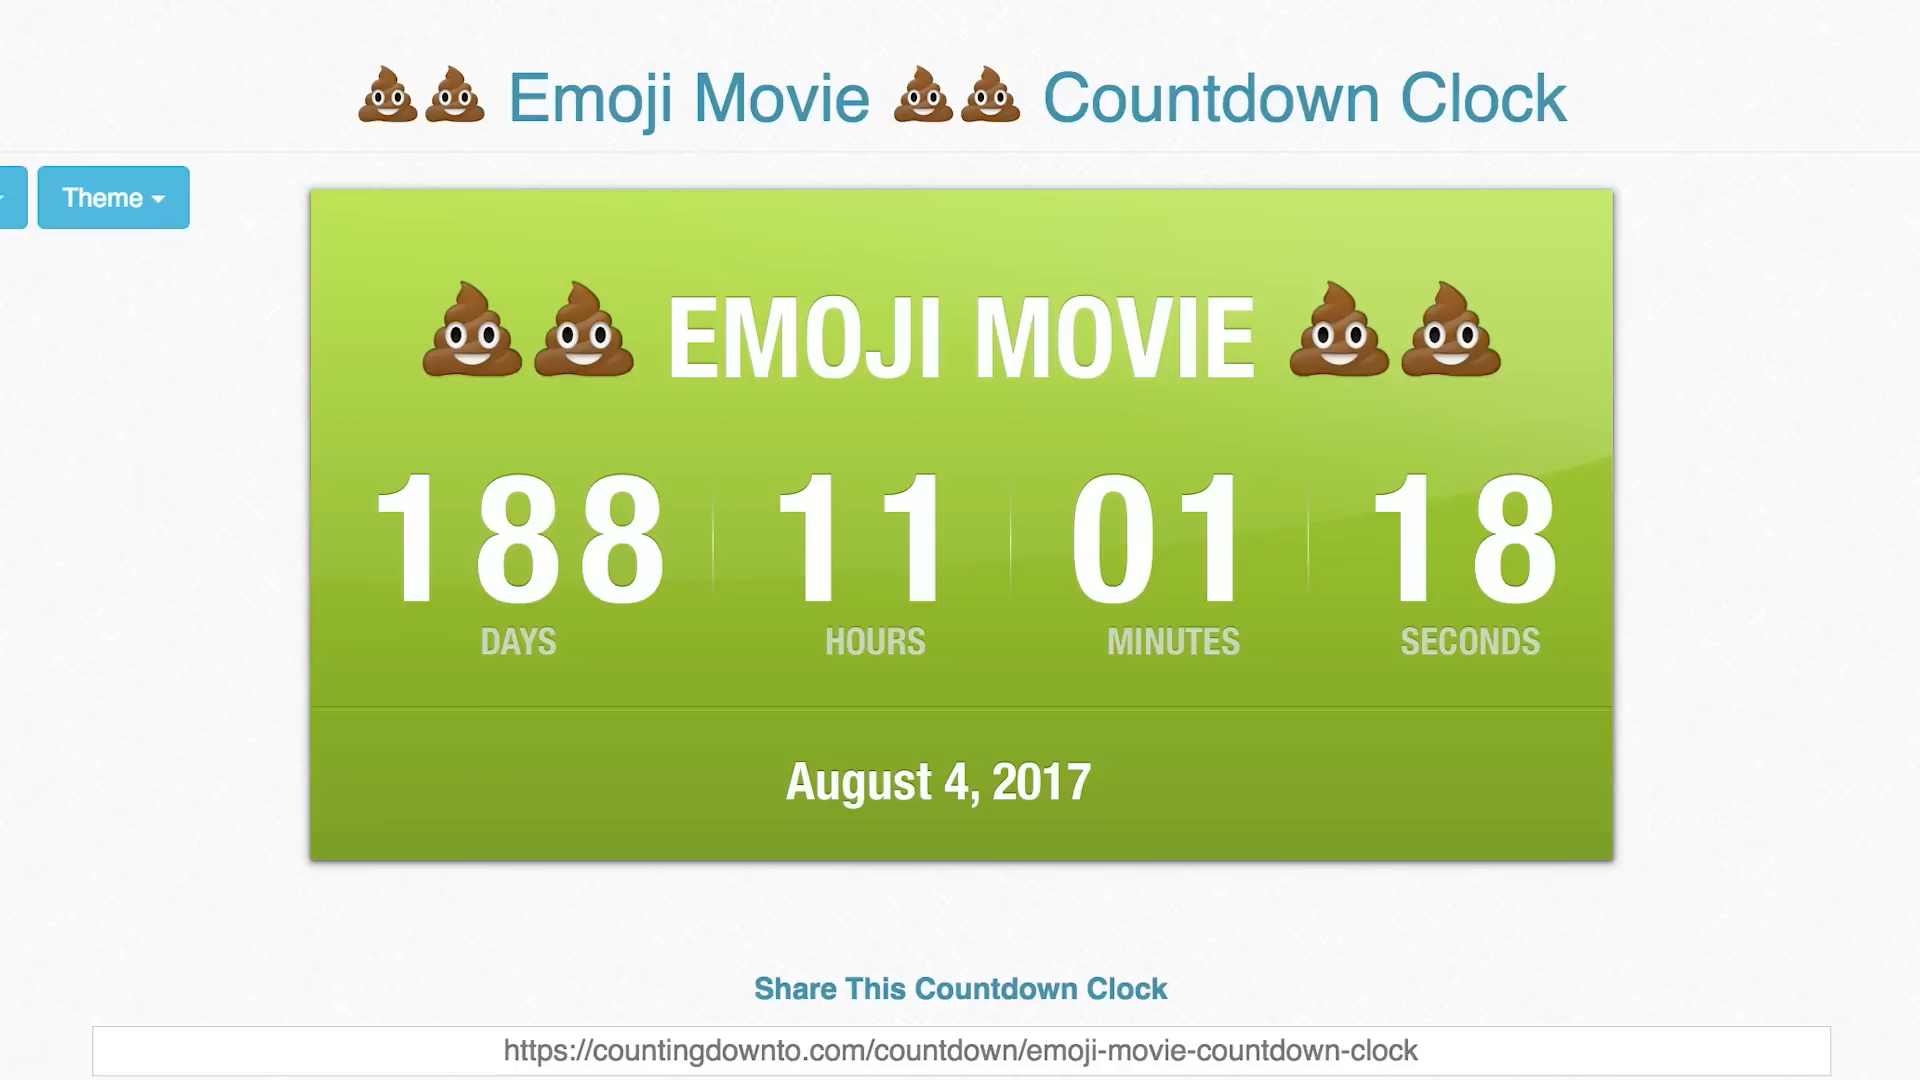 💩💩 Emoji Movie 💩💩 Countdown Clock
Theme
💩💩 EMOJI MOVIE 💩💩
188 11 01 18
DAYS HOURS MINUTES SECONDS
August 4, 2017
Share This Countdown Clock
https://countingdownto.com/countdown/emoji-movie-countdown-clock